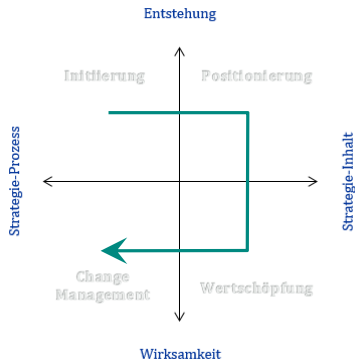 Entstehung
Initiierung
Positionierung
Strategie-Prozess
Strategie-Inhalt
Change
Management
Wertschöpfung
Wirksamkeit